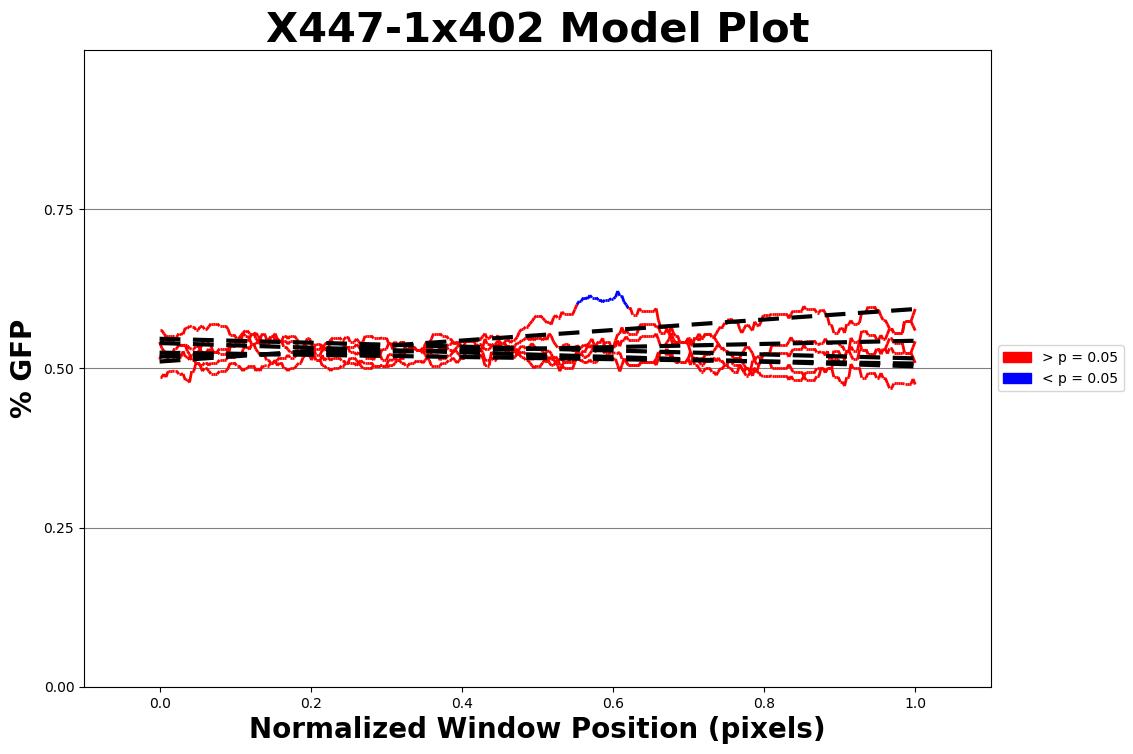 X447-1x402 Model Plot
% GFP
0.75
0.50
0.25
0.00
0.0 0.2 0.4 0.6 0.8 1.0
Normalized Window Position (pixels)
> p = 0.05
< p = 0.05